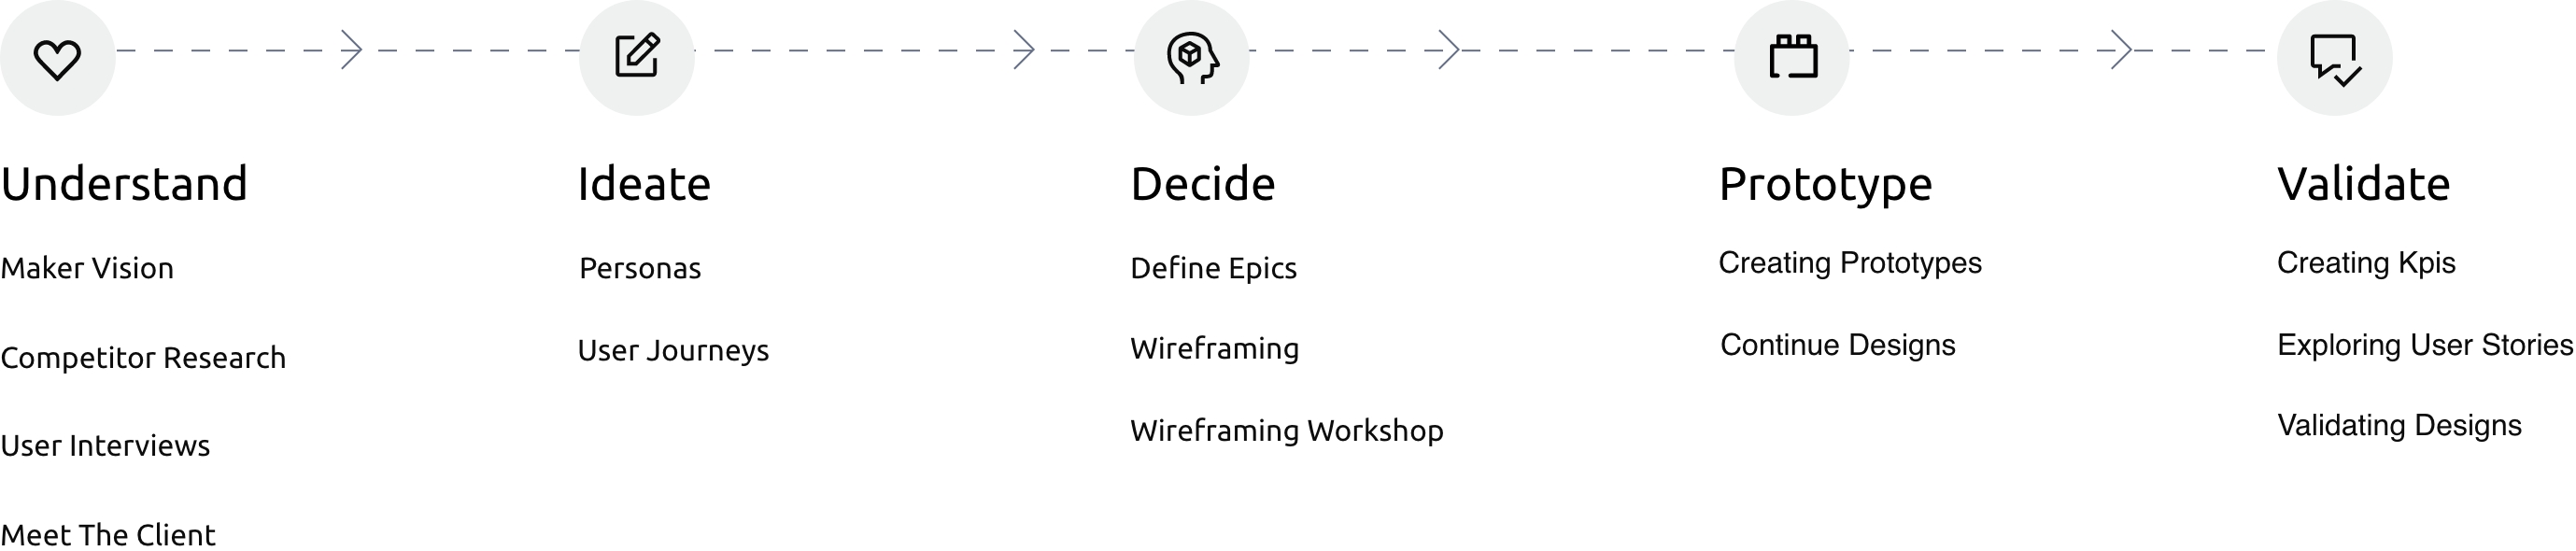 Understand
Maker Vision
Competitor Research
User Interviews
Meet The Client
Ideate
Personas
User Journeys
Decide
Define Epics
Wireframing
Wireframing Workshop
Prototype
Creating Prototypes
Continue Designs
Validate
Creating Kpis
Exploring User Stories
Validating Designs